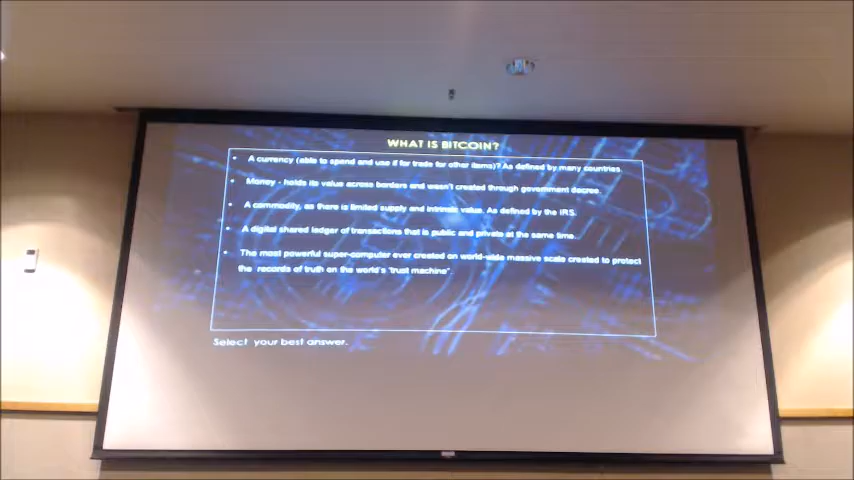 WHAT IS BITCOIN?
• A currency (able to spend and use if for trade for other items)? As defined by many countries.
• Money - holds its value across borders and wasn't created through government decree.
• A commodity, as there is limited supply and intrinsic value. As defined by the IRS.
• A digital shared ledger of transactions that is public and private at the same time.
• The most powerful super-computer ever created on world-wide massive scale created to protect
the records of truth on the world's "trust machine".
Select your best answer.